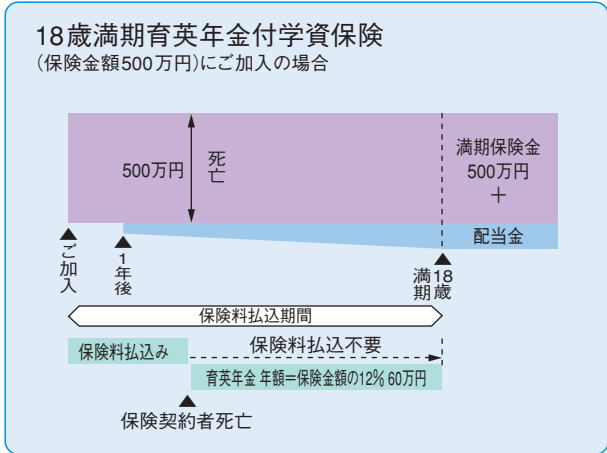 18歳満期育英年金付学資保険
(保険金額500万円)にご加入の場合
500万円
死亡
満期保険金
500万円
+
配当金
ご加入
1年後
18歳
満期
保険料払込期間
保険料払込み
保険料払込不要
育英年金 年額=保険金額の12% 60万円
保険契約者死亡